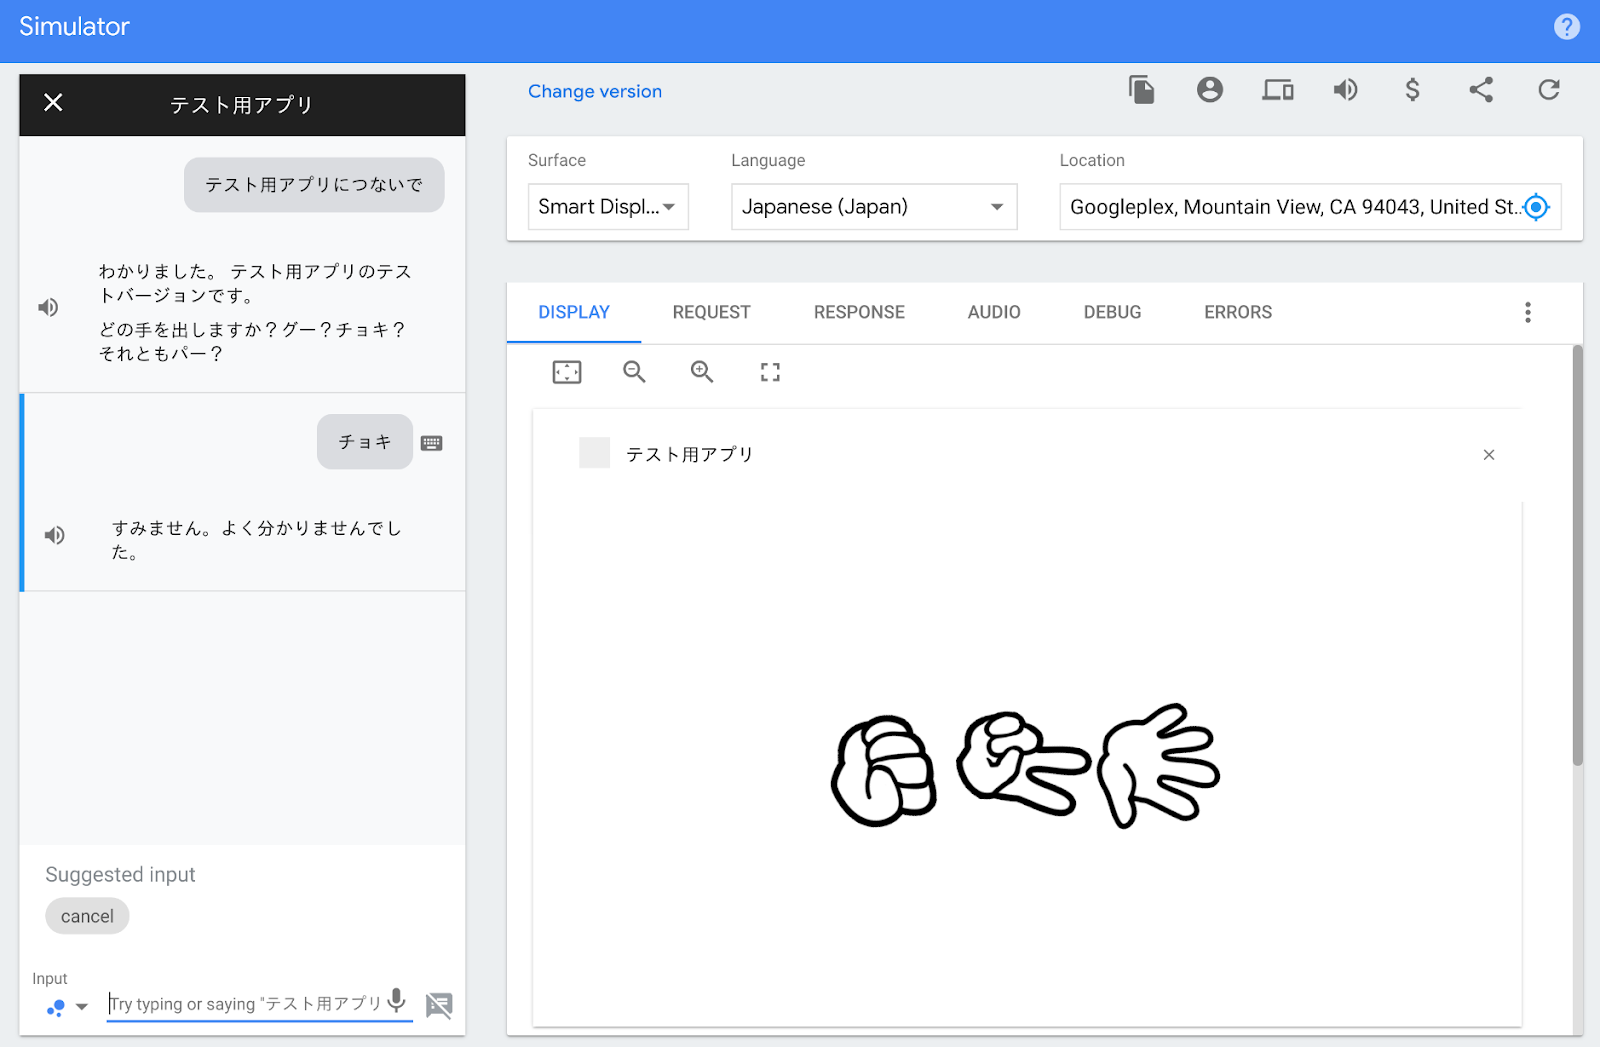 Simulator
テスト用アプリ
テスト用アプリにつないで
わかりました。 テスト用アプリのテス
トバージョンです。
どの手を出しますか？グー？チョキ？
それともパー？
チョキ
すみません。よく分かりませんでし
た。
Suggested input
cancel
Input
Try typing or saying "テスト用アプリ
Change version
Surface
Language
Location
Smart Displ...
Japanese (Japan)
Googleplex, Mountain View, CA 94043, United St..
DISPLAY
REQUEST
RESPONSE
AUDIO
DEBUG
ERRORS
テスト用アプリ